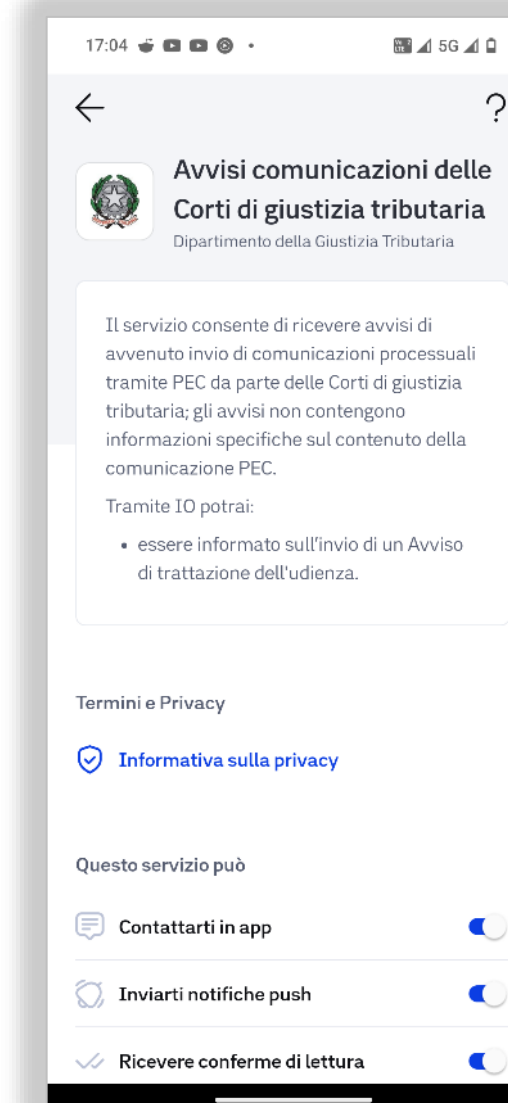 17:04
5G
?
Avvisi comunicazioni delle
Corti di giustizia tributaria
Dipartimento della Giustizia Tributaria
Il servizio consente di ricevere avvisi di
avvenuto invio di comunicazioni processuali
tramite PEC da parte delle Corti di giustizia
tributaria; gli avvisi non contengono
informazioni specifiche sul contenuto della
comunicazione PEC.
Tramite IO potrai:
• essere informato sull'invio di un Avviso
di trattazione dell'udienza.
Termini e Privacy
Informativa sulla privacy
Questo servizio può
Contattarti in app
Inviarti notifiche push
Ricevere conferme di lettura